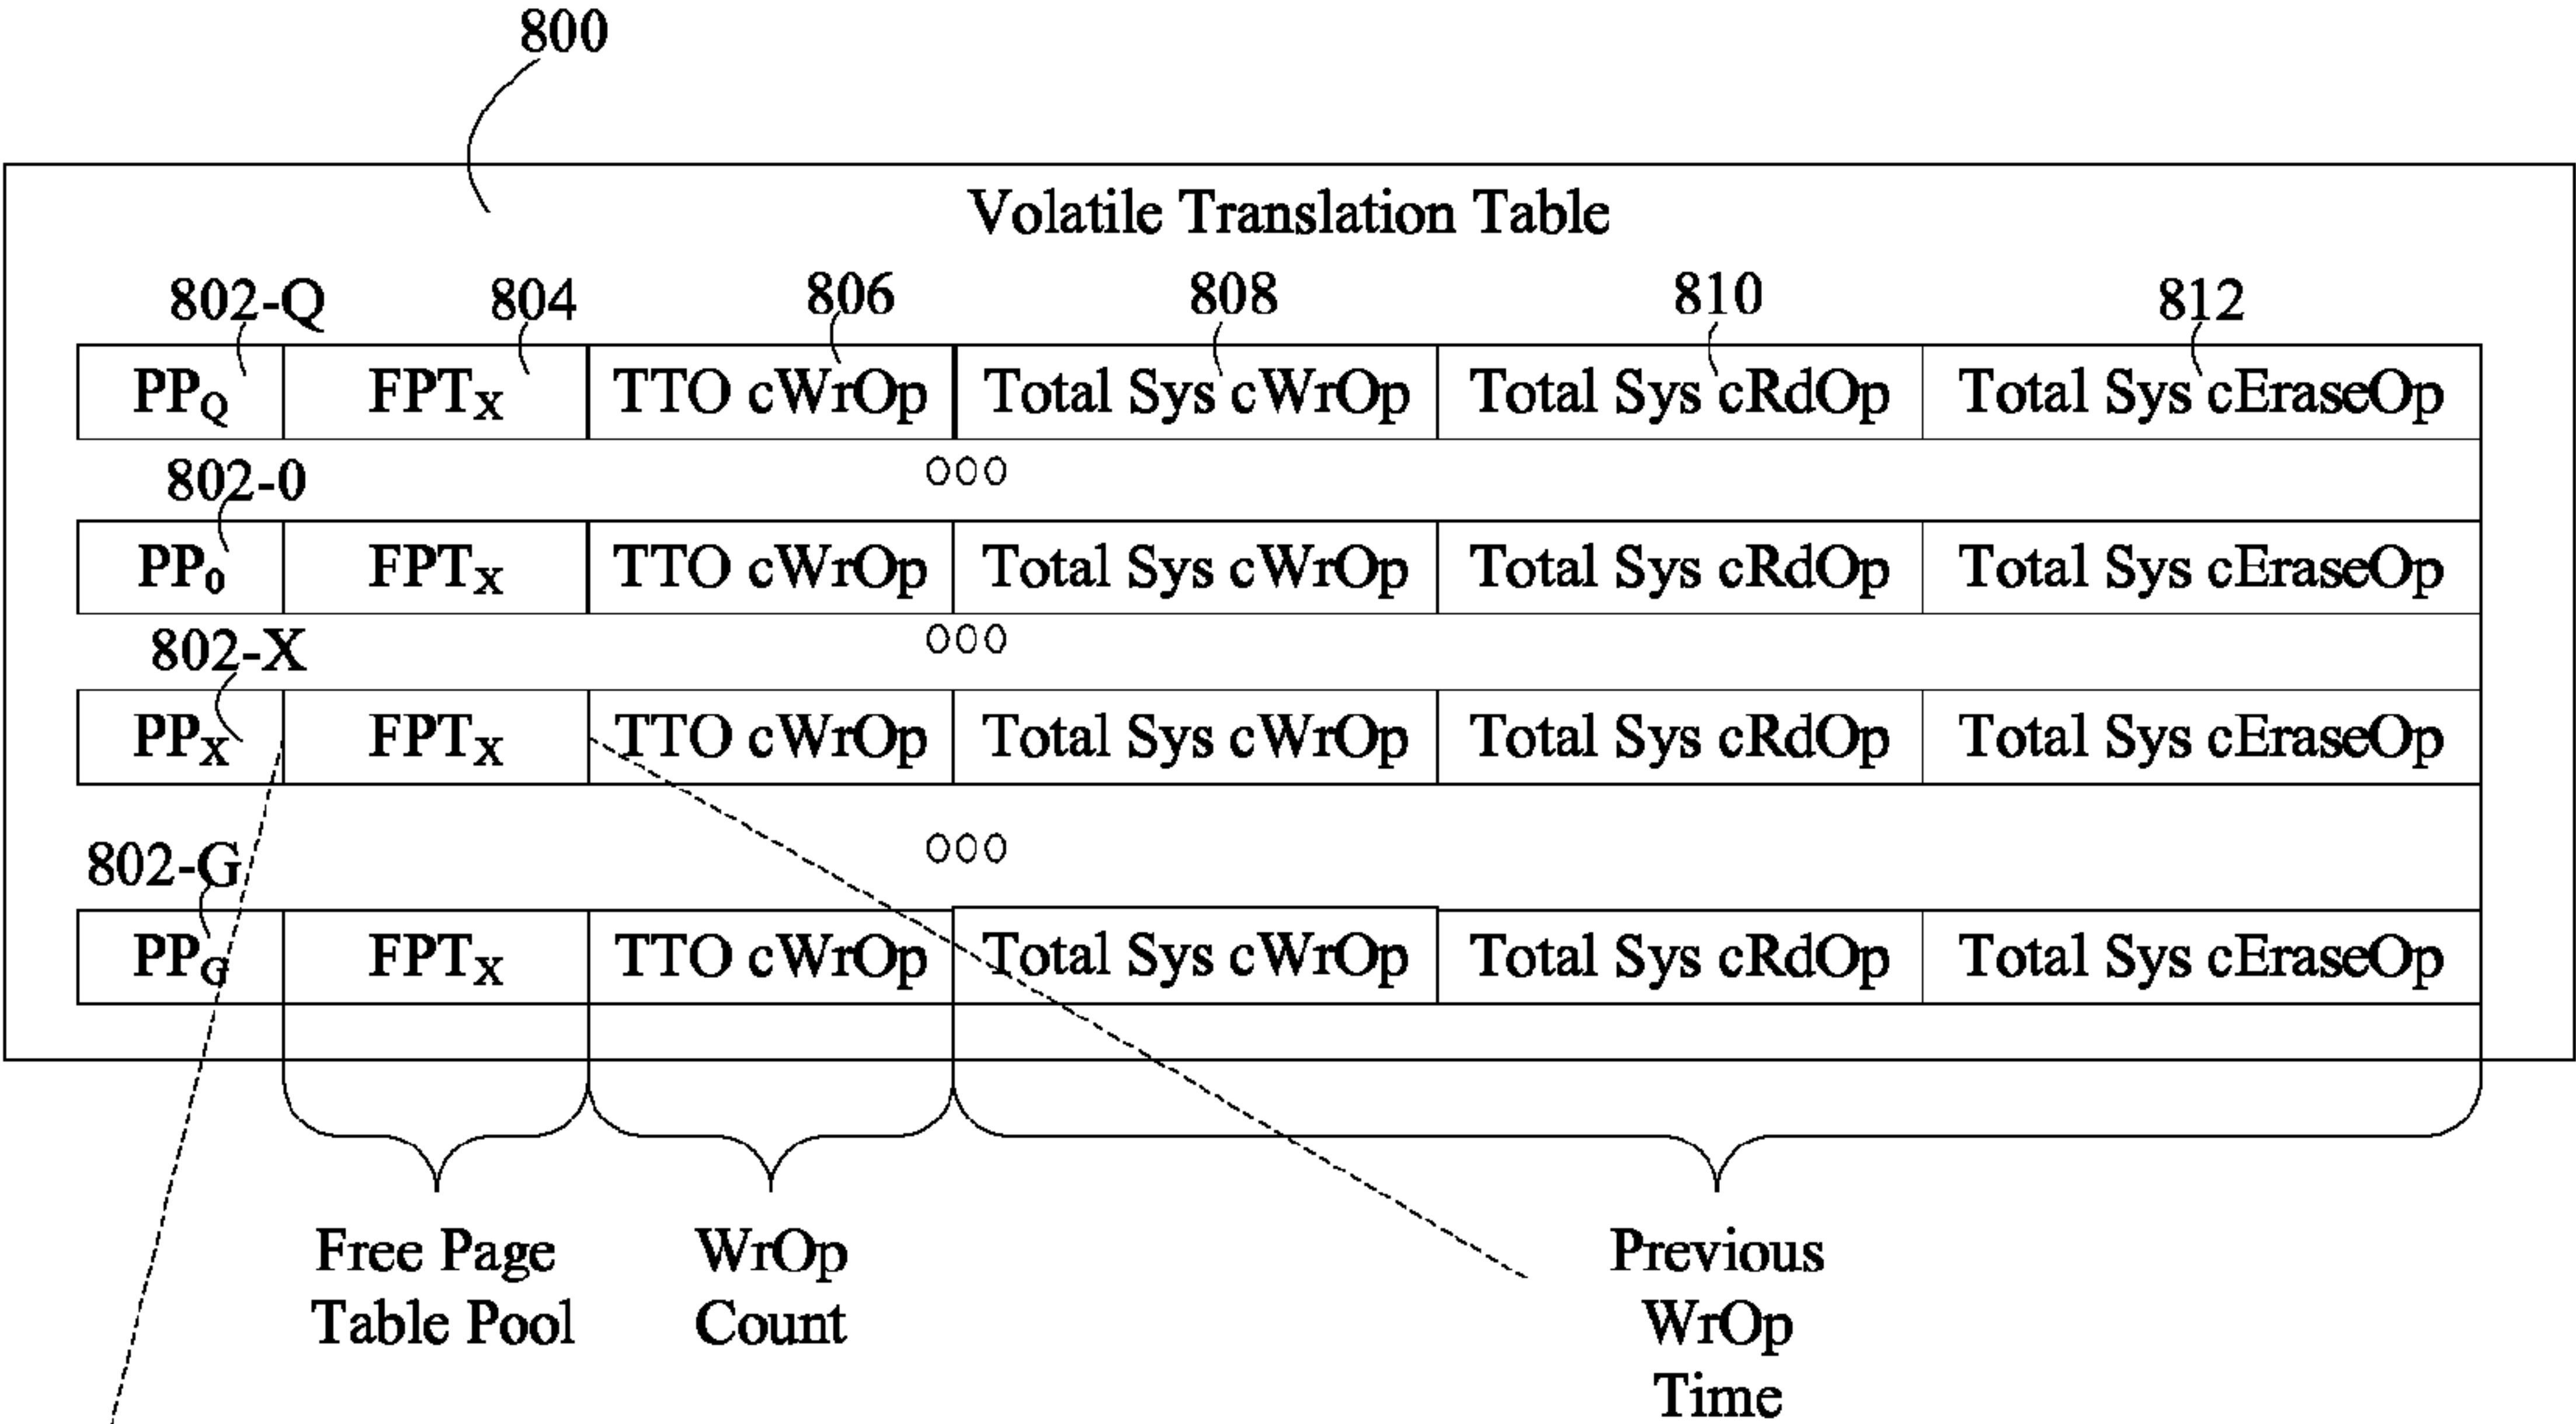 800
Volatile Translation Table
802-Q 804 806 808 810 812
PPQ FPTX TTO cWrOp Total Sys cWrOp Total Sys cRdOp Total Sys cEraseOp
802-0
PP0 FPTX TTO cWrOp Total Sys cWrOp Total Sys cRdOp Total Sys cEraseOp
802-X
PPX FPTX TTO cWrOp Total Sys cWrOp Total Sys cRdOp Total Sys cEraseOp
802-G
PPG FPTX TTO cWrOp Total Sys cWrOp Total Sys cRdOp Total Sys cEraseOp
Free Page WrOp Previous
Table Pool Count WrOp
Time